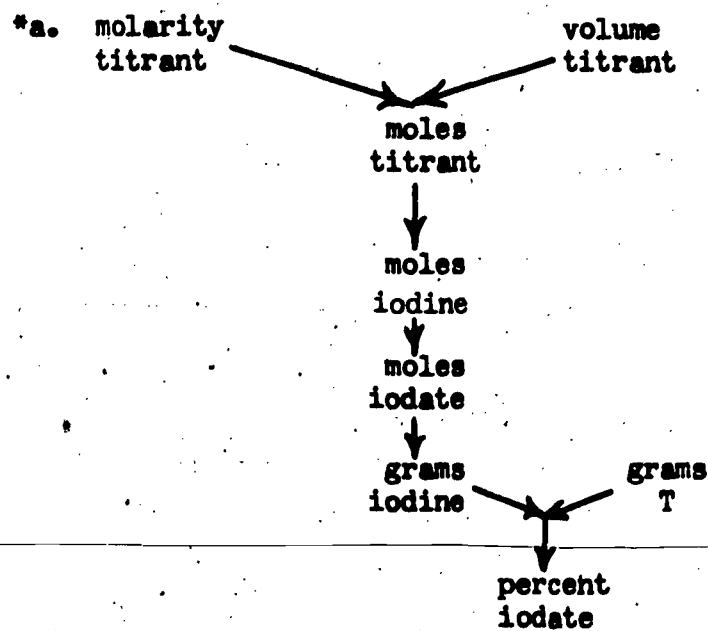 *a. molarity
titrant
volume
titrant
moles
titrant
moles
iodine
moles
iodate
grams
iodine
grams
T
percent
iodate